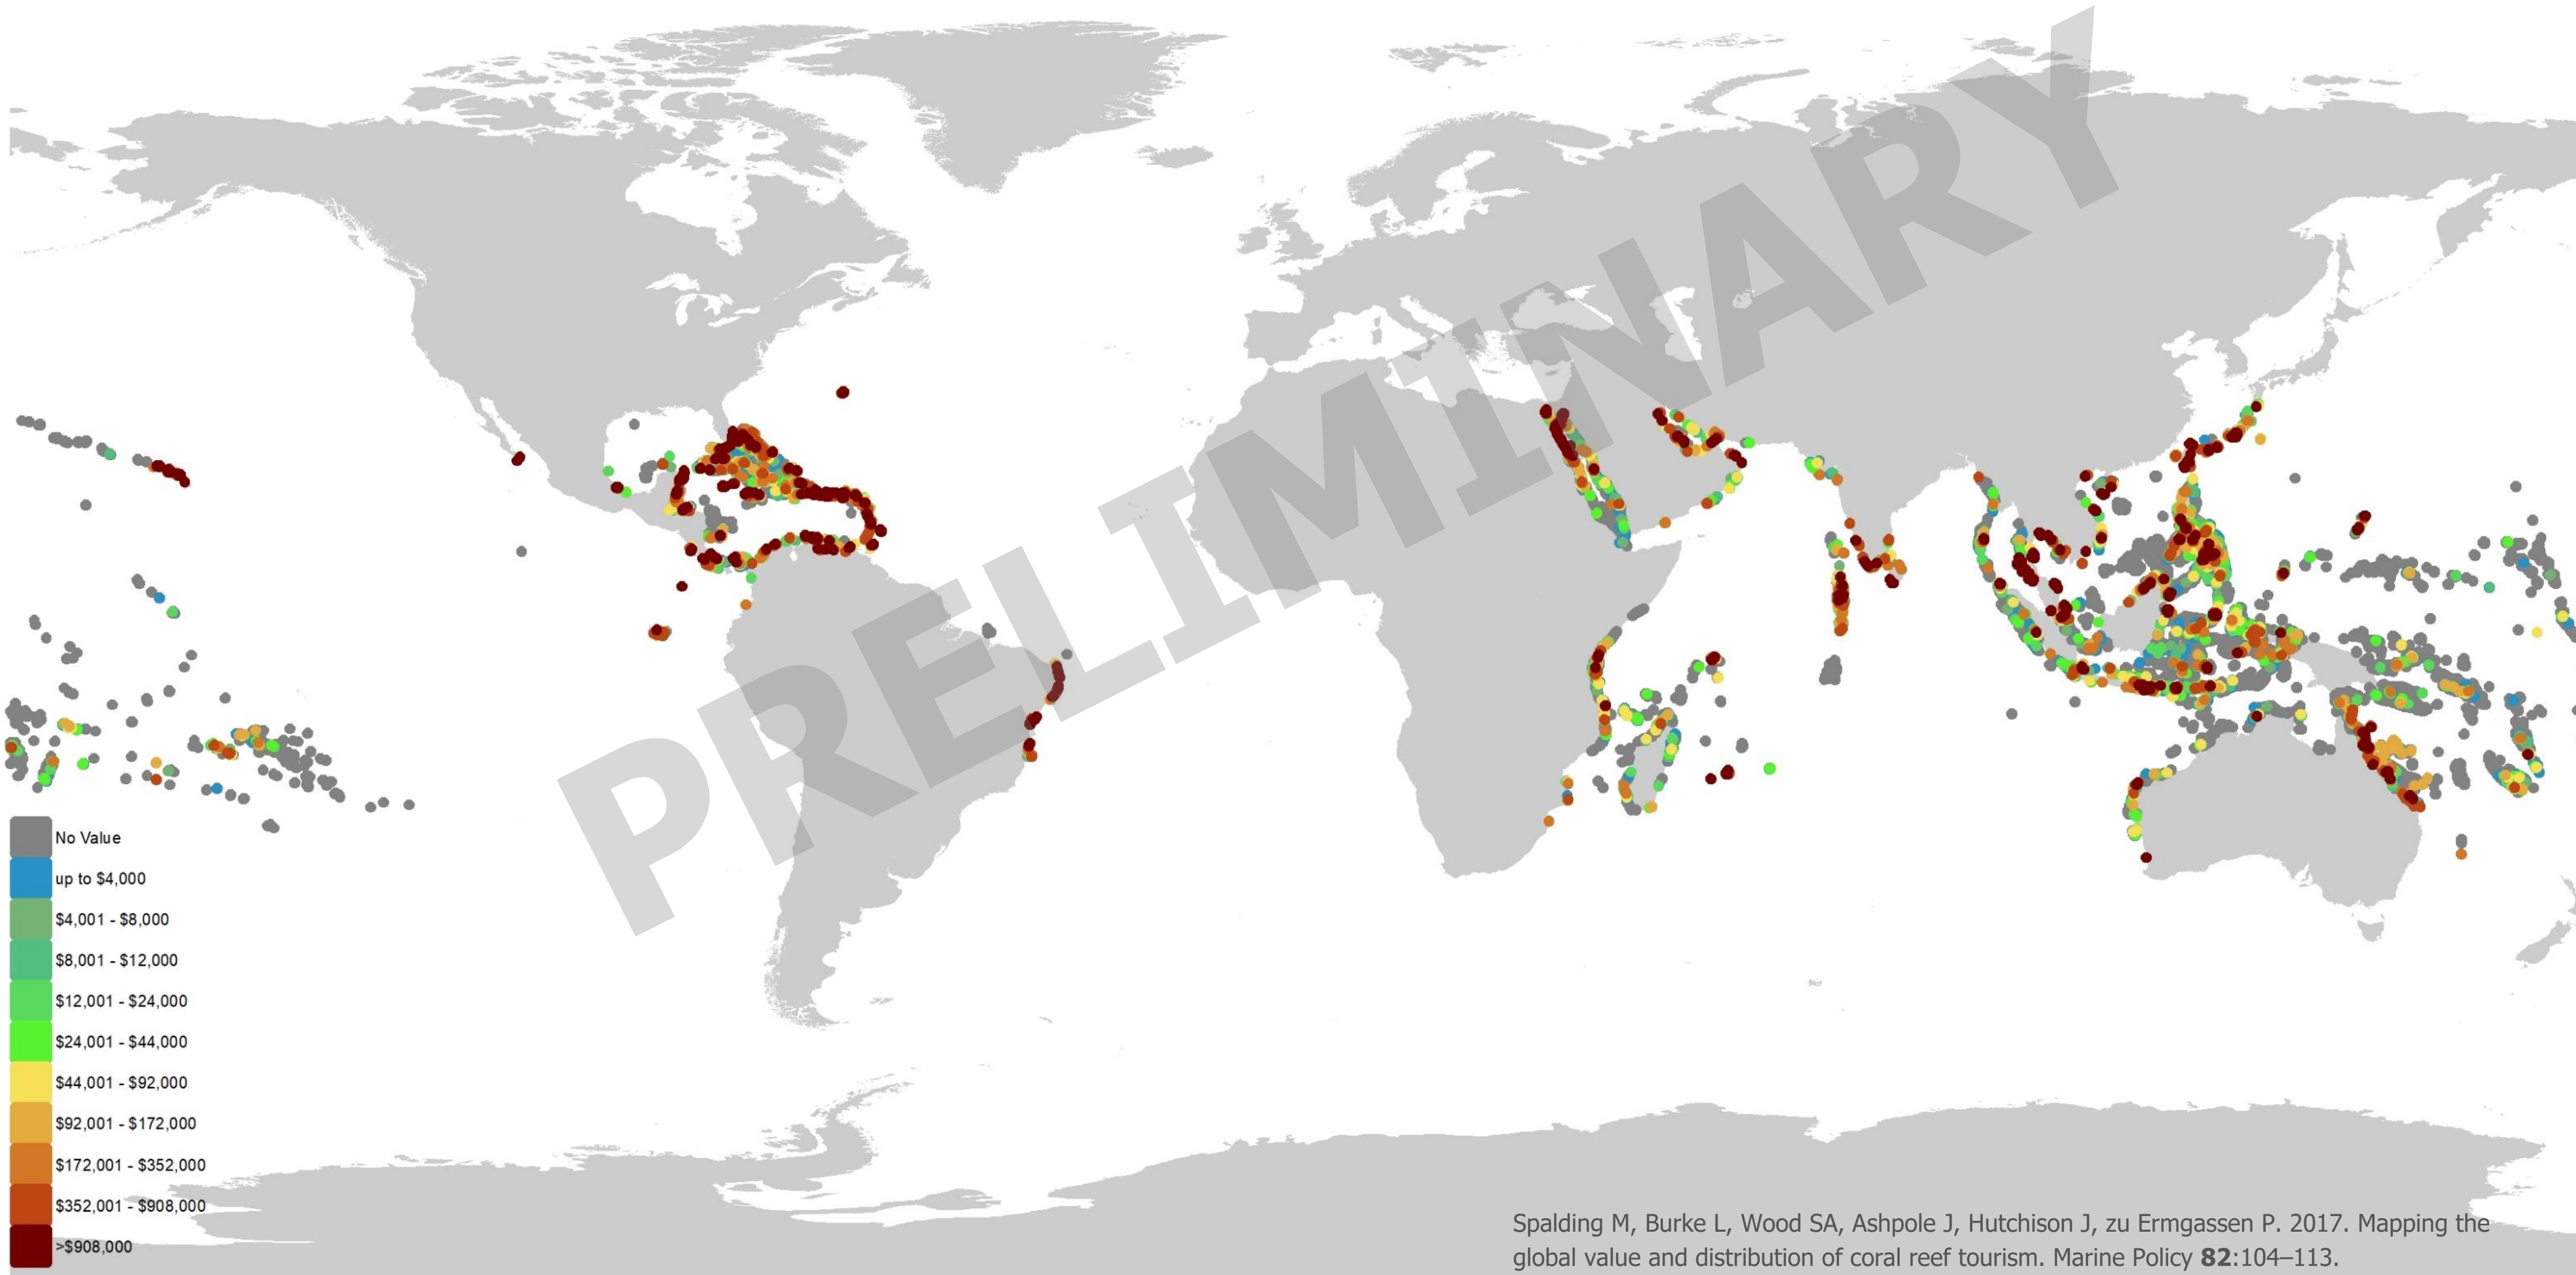 PRELIMINARY
No Value
up to $4,000
$4,001 - $8,000
$8,001 - $12,000
$12,001 - $24,000
$24,001 - $44,000
$44,001 - $92,000
$92,001 - $172,000
$172,001 - $352,000
$352,001 - $908,000
>$908,000
Spalding M, Burke L, Wood SA, Ashpole J, Hutchison J, zu Ermgassen P. 2017. Mapping the
global value and distribution of coral reef tourism. Marine Policy 82:104–113.